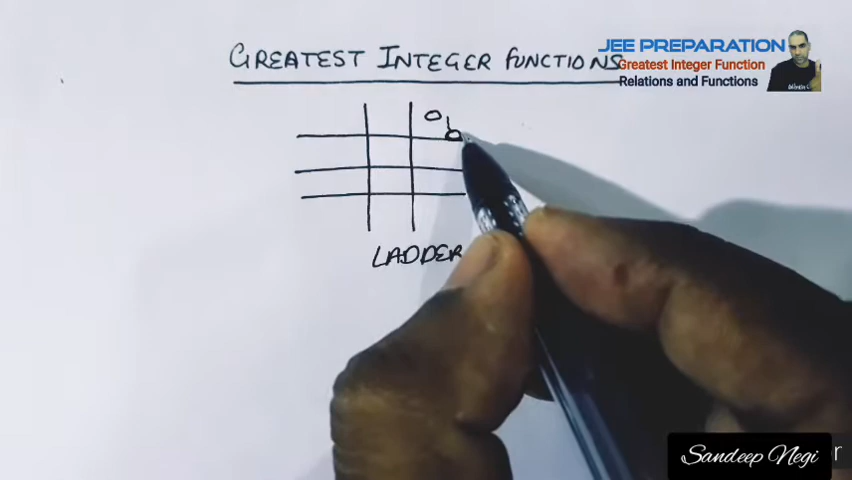 GREATEST INTEGER FUNCTIONS
JEE PREPARATION
Greatest Integer Function
Relations and Functions
LADDER
Sandeep Negi